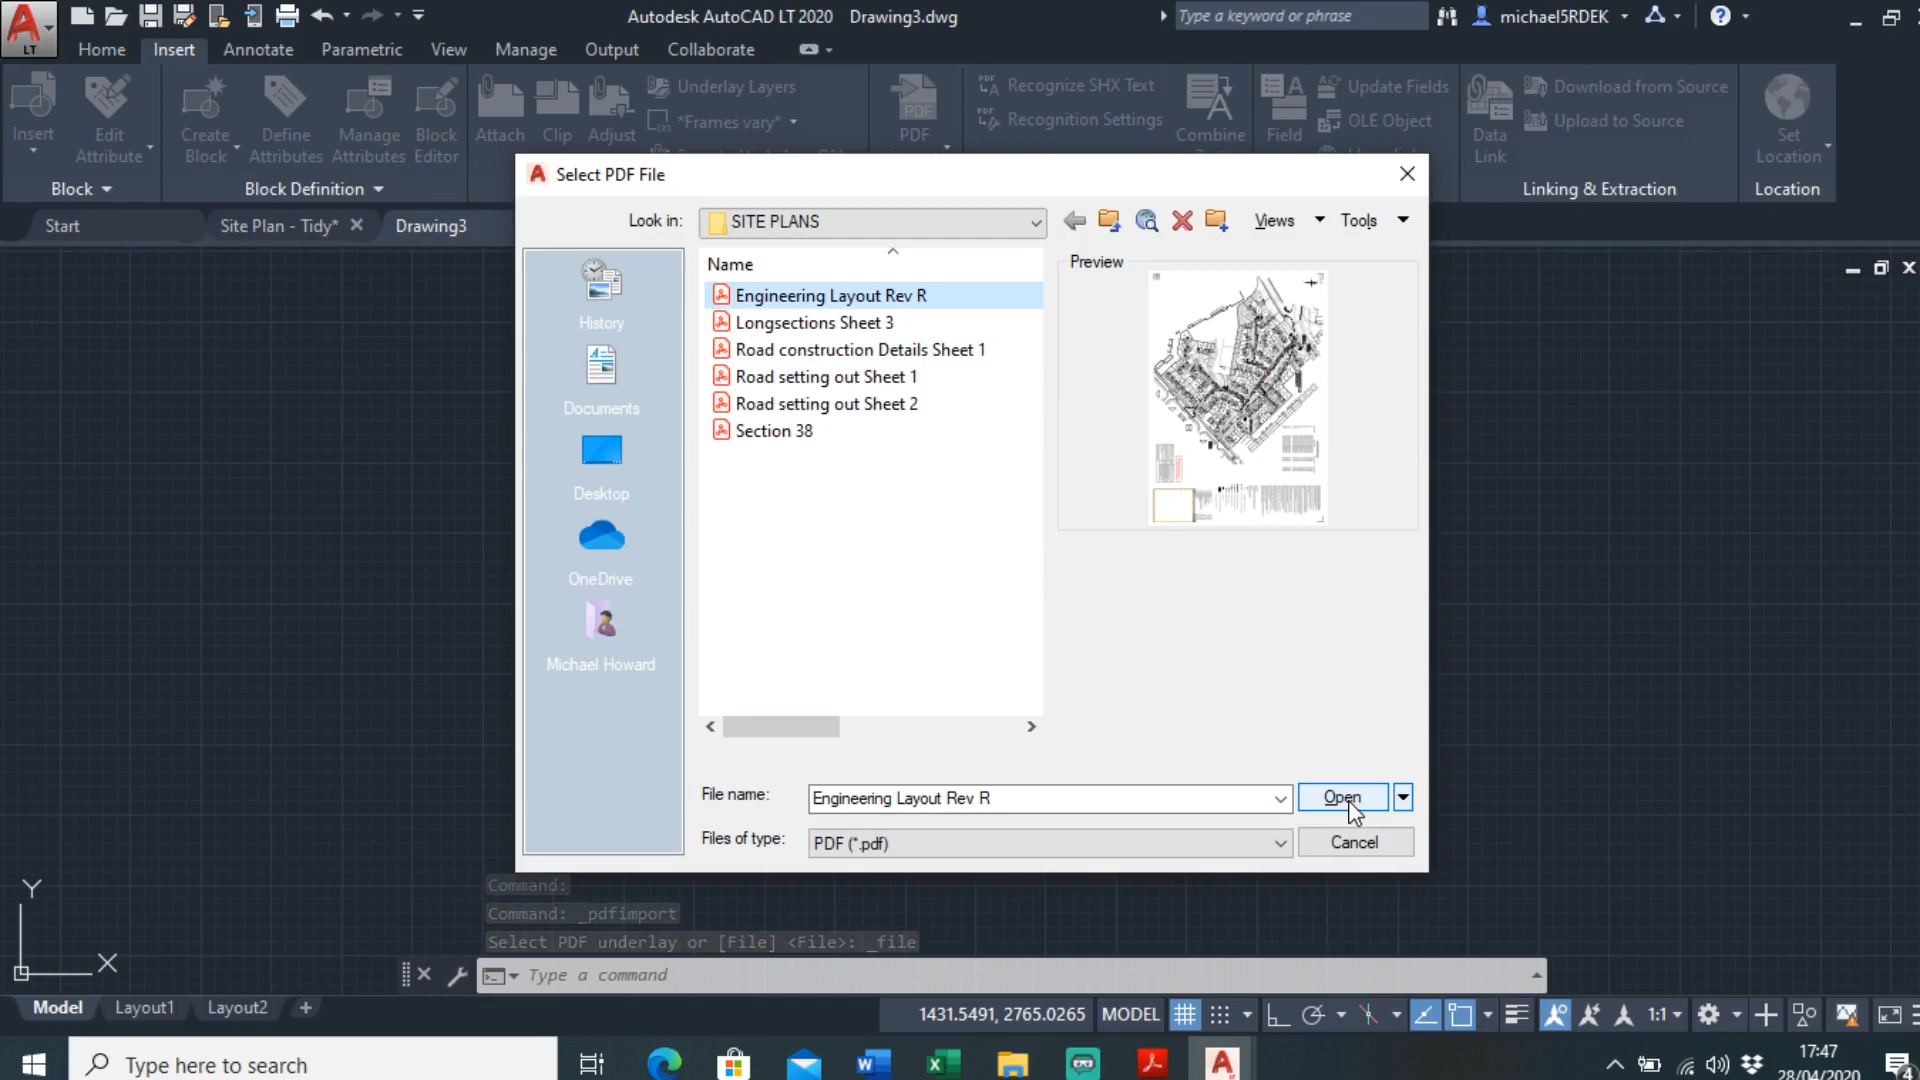 LT
Autodesk AutoCAD LT 2020 Drawing3.dwg
Type a keyword or phrase
michael5RDEK
Home Insert Annotate Parametric View Manage Output Collaborate
Insert
Edit
Attribute
Create
Block
Define
Attributes
Manage
Attributes
Block
Editor
Attach
Clip
Adjust
Underlay Layers
*Frames vary*
PDF
PDF
Recognize SHX Text
Recognition Settings
Combine
Field
Update Fields
OLE Object
Data
Link
Download from Source
Upload to Source
Set
Location
Block
Block Definition
Linking & Extraction
Location
Start
Site Plan - Tidy*
Drawing3
Select PDF File
Look in:
SITE PLANS
Views
Tools
Name
Engineering Layout Rev R
Longsections Sheet 3
Road construction Details Sheet 1
Road setting out Sheet 1
Road setting out Sheet 2
Section 38
History
Documents
Desktop
OneDrive
Michael Howard
Preview
File name:
Engineering Layout Rev R
Open
Files of type:
PDF (*.pdf)
Cancel
Y
X
Command:
Command: _pdfimport
Select PDF underlay or [File] <File>: _file
Type a command
Model Layout1 Layout2 +
1431.5491, 2765.0265 MODEL
1:1
Type here to search
17:47
28/04/2020
4